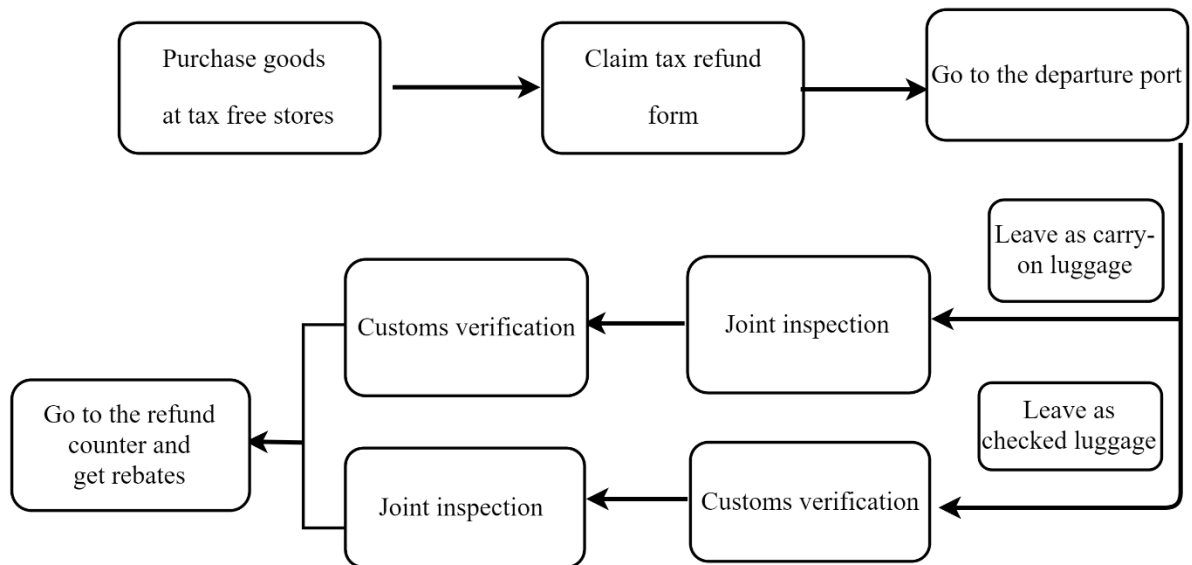 Purchase goods
at tax free stores
Claim tax refund
form
Go to the departure port
Leave as carry-
on luggage
Joint inspection
Customs verification
Leave as
checked luggage
Customs verification
Joint inspection
Go to the refund
counter and
get rebates